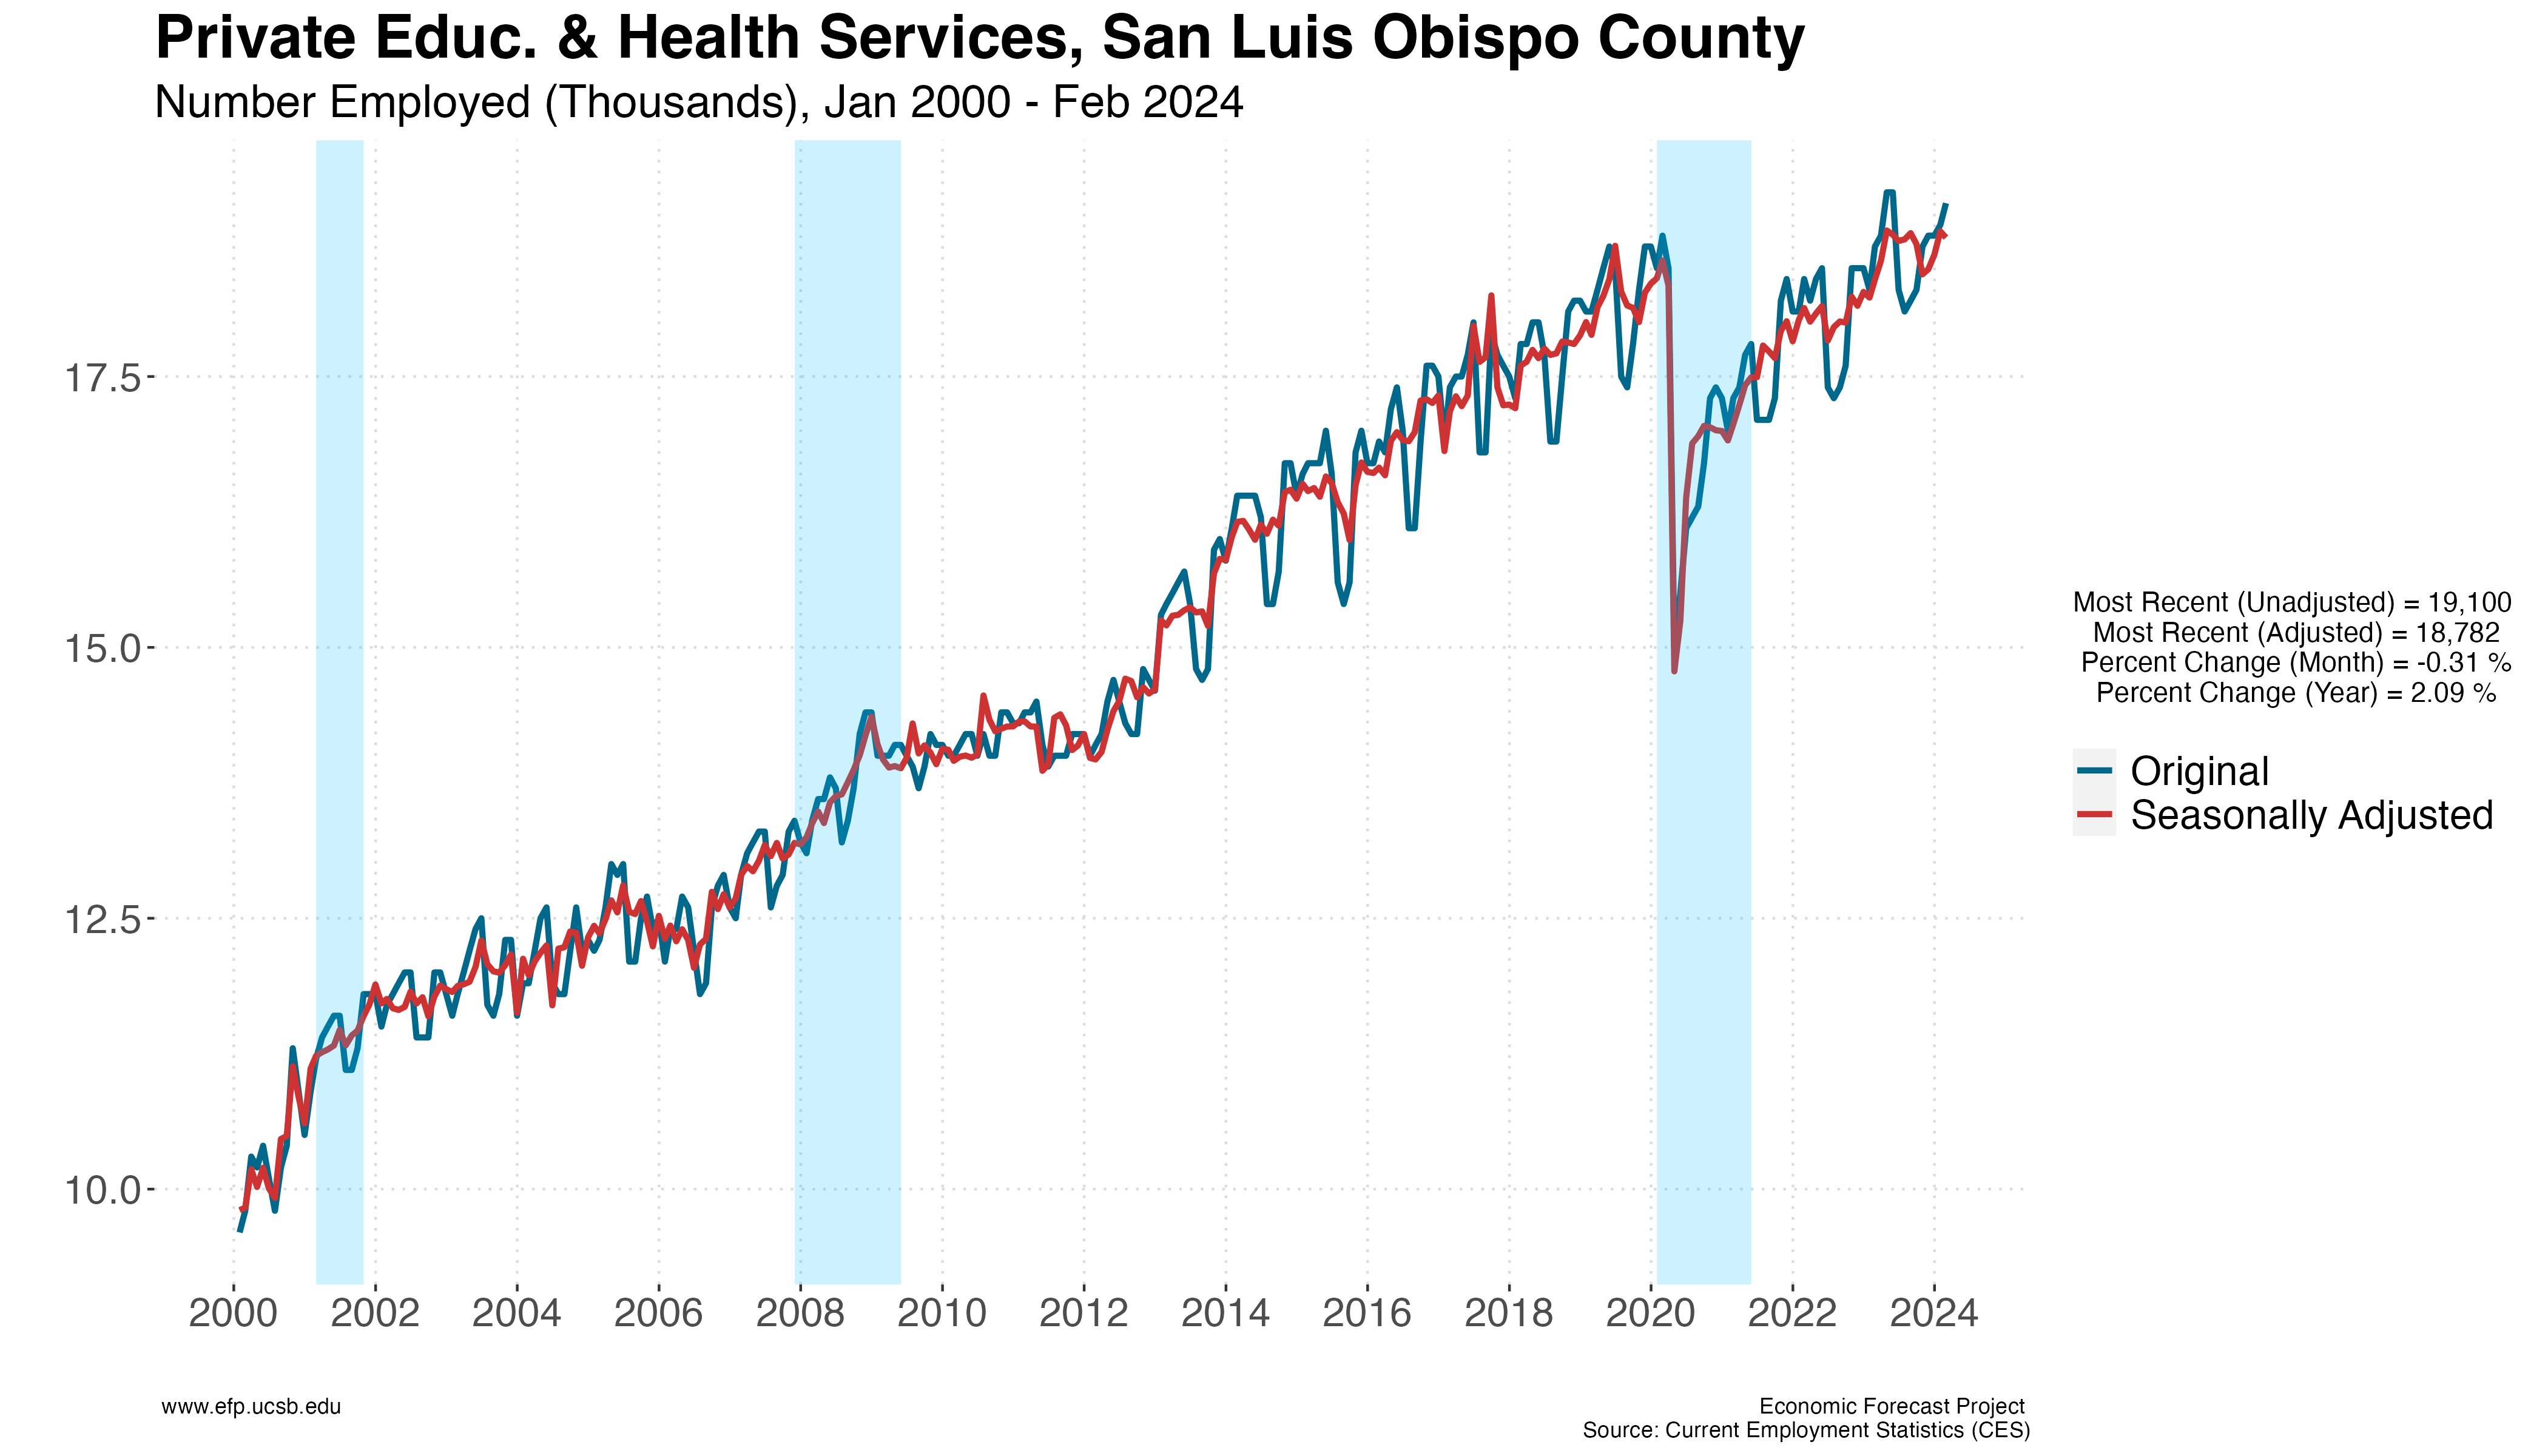 Private Educ. & Health Services, San Luis Obispo County
Number Employed (Thousands), Jan 2000 - Feb 2024
17.5
15.0
12.5
10.0
2000 2002 2004 2006 2008 2010 2012 2014 2016 2018 2020 2022 2024
Most Recent (Unadjusted) = 19,100
Most Recent (Adjusted) = 18,782
Percent Change (Month) = -0.31 %
Percent Change (Year) = 2.09 %
Original
Seasonally Adjusted
www.efp.ucsb.edu
Economic Forecast Project
Source: Current Employment Statistics (CES)